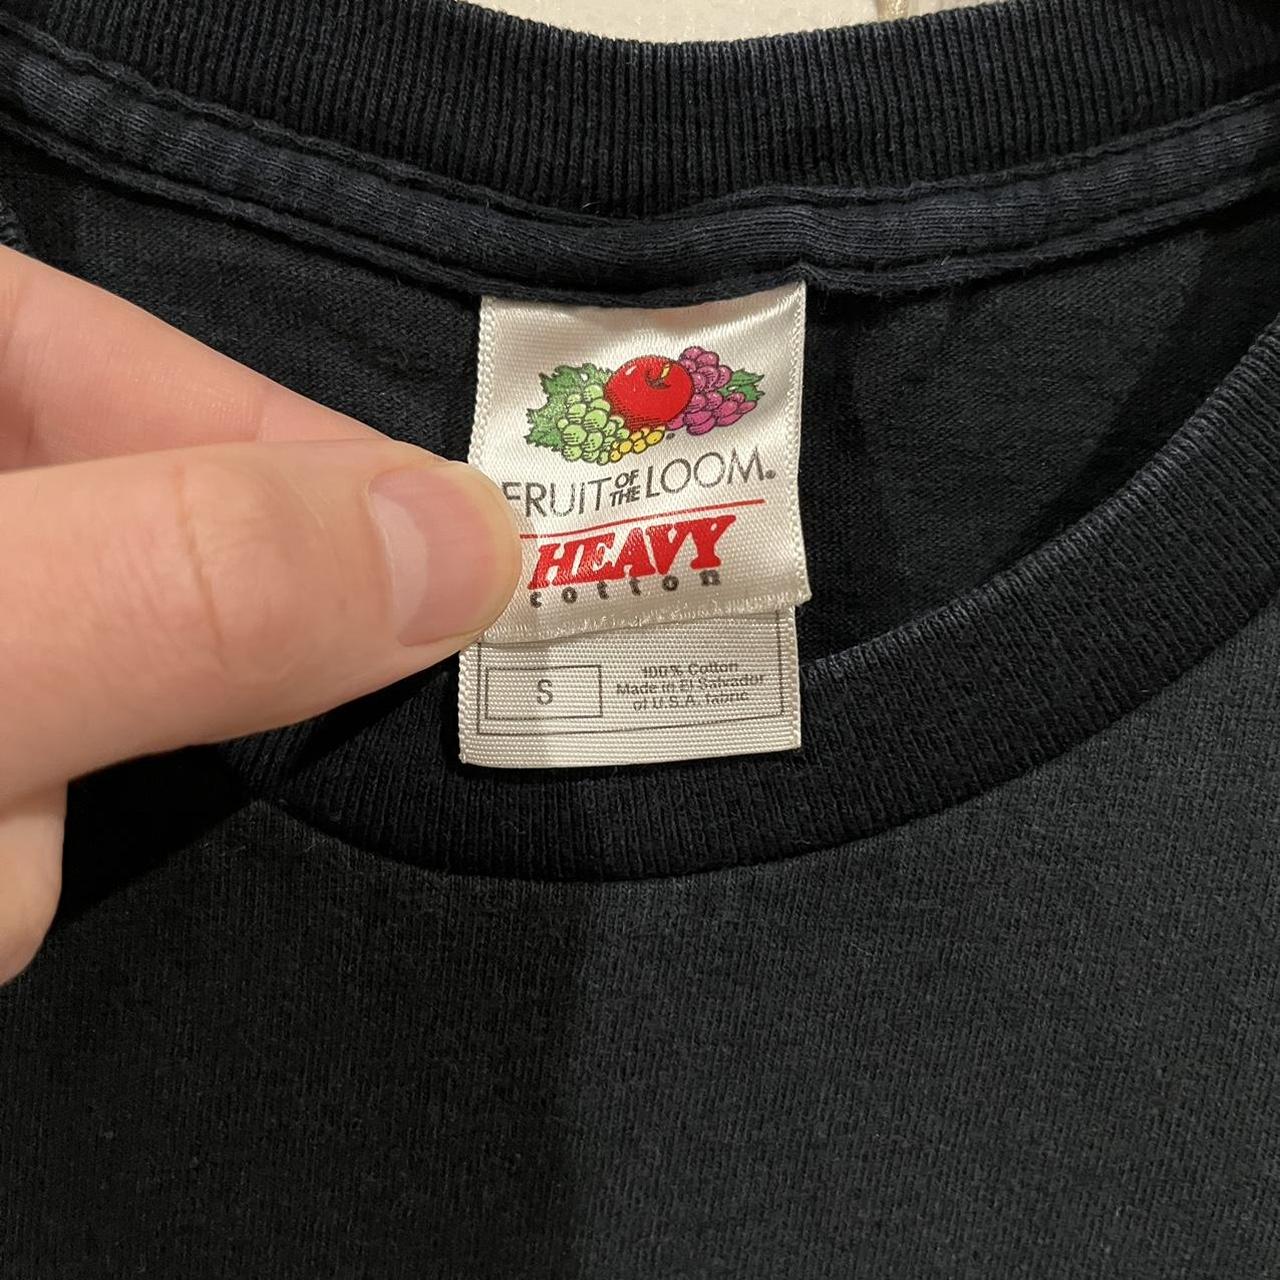 FRUIT OF THE LOOM®
HEAVY
cotton
S
100% Cotton
Made in El Salvador
of U.S.A. fabric